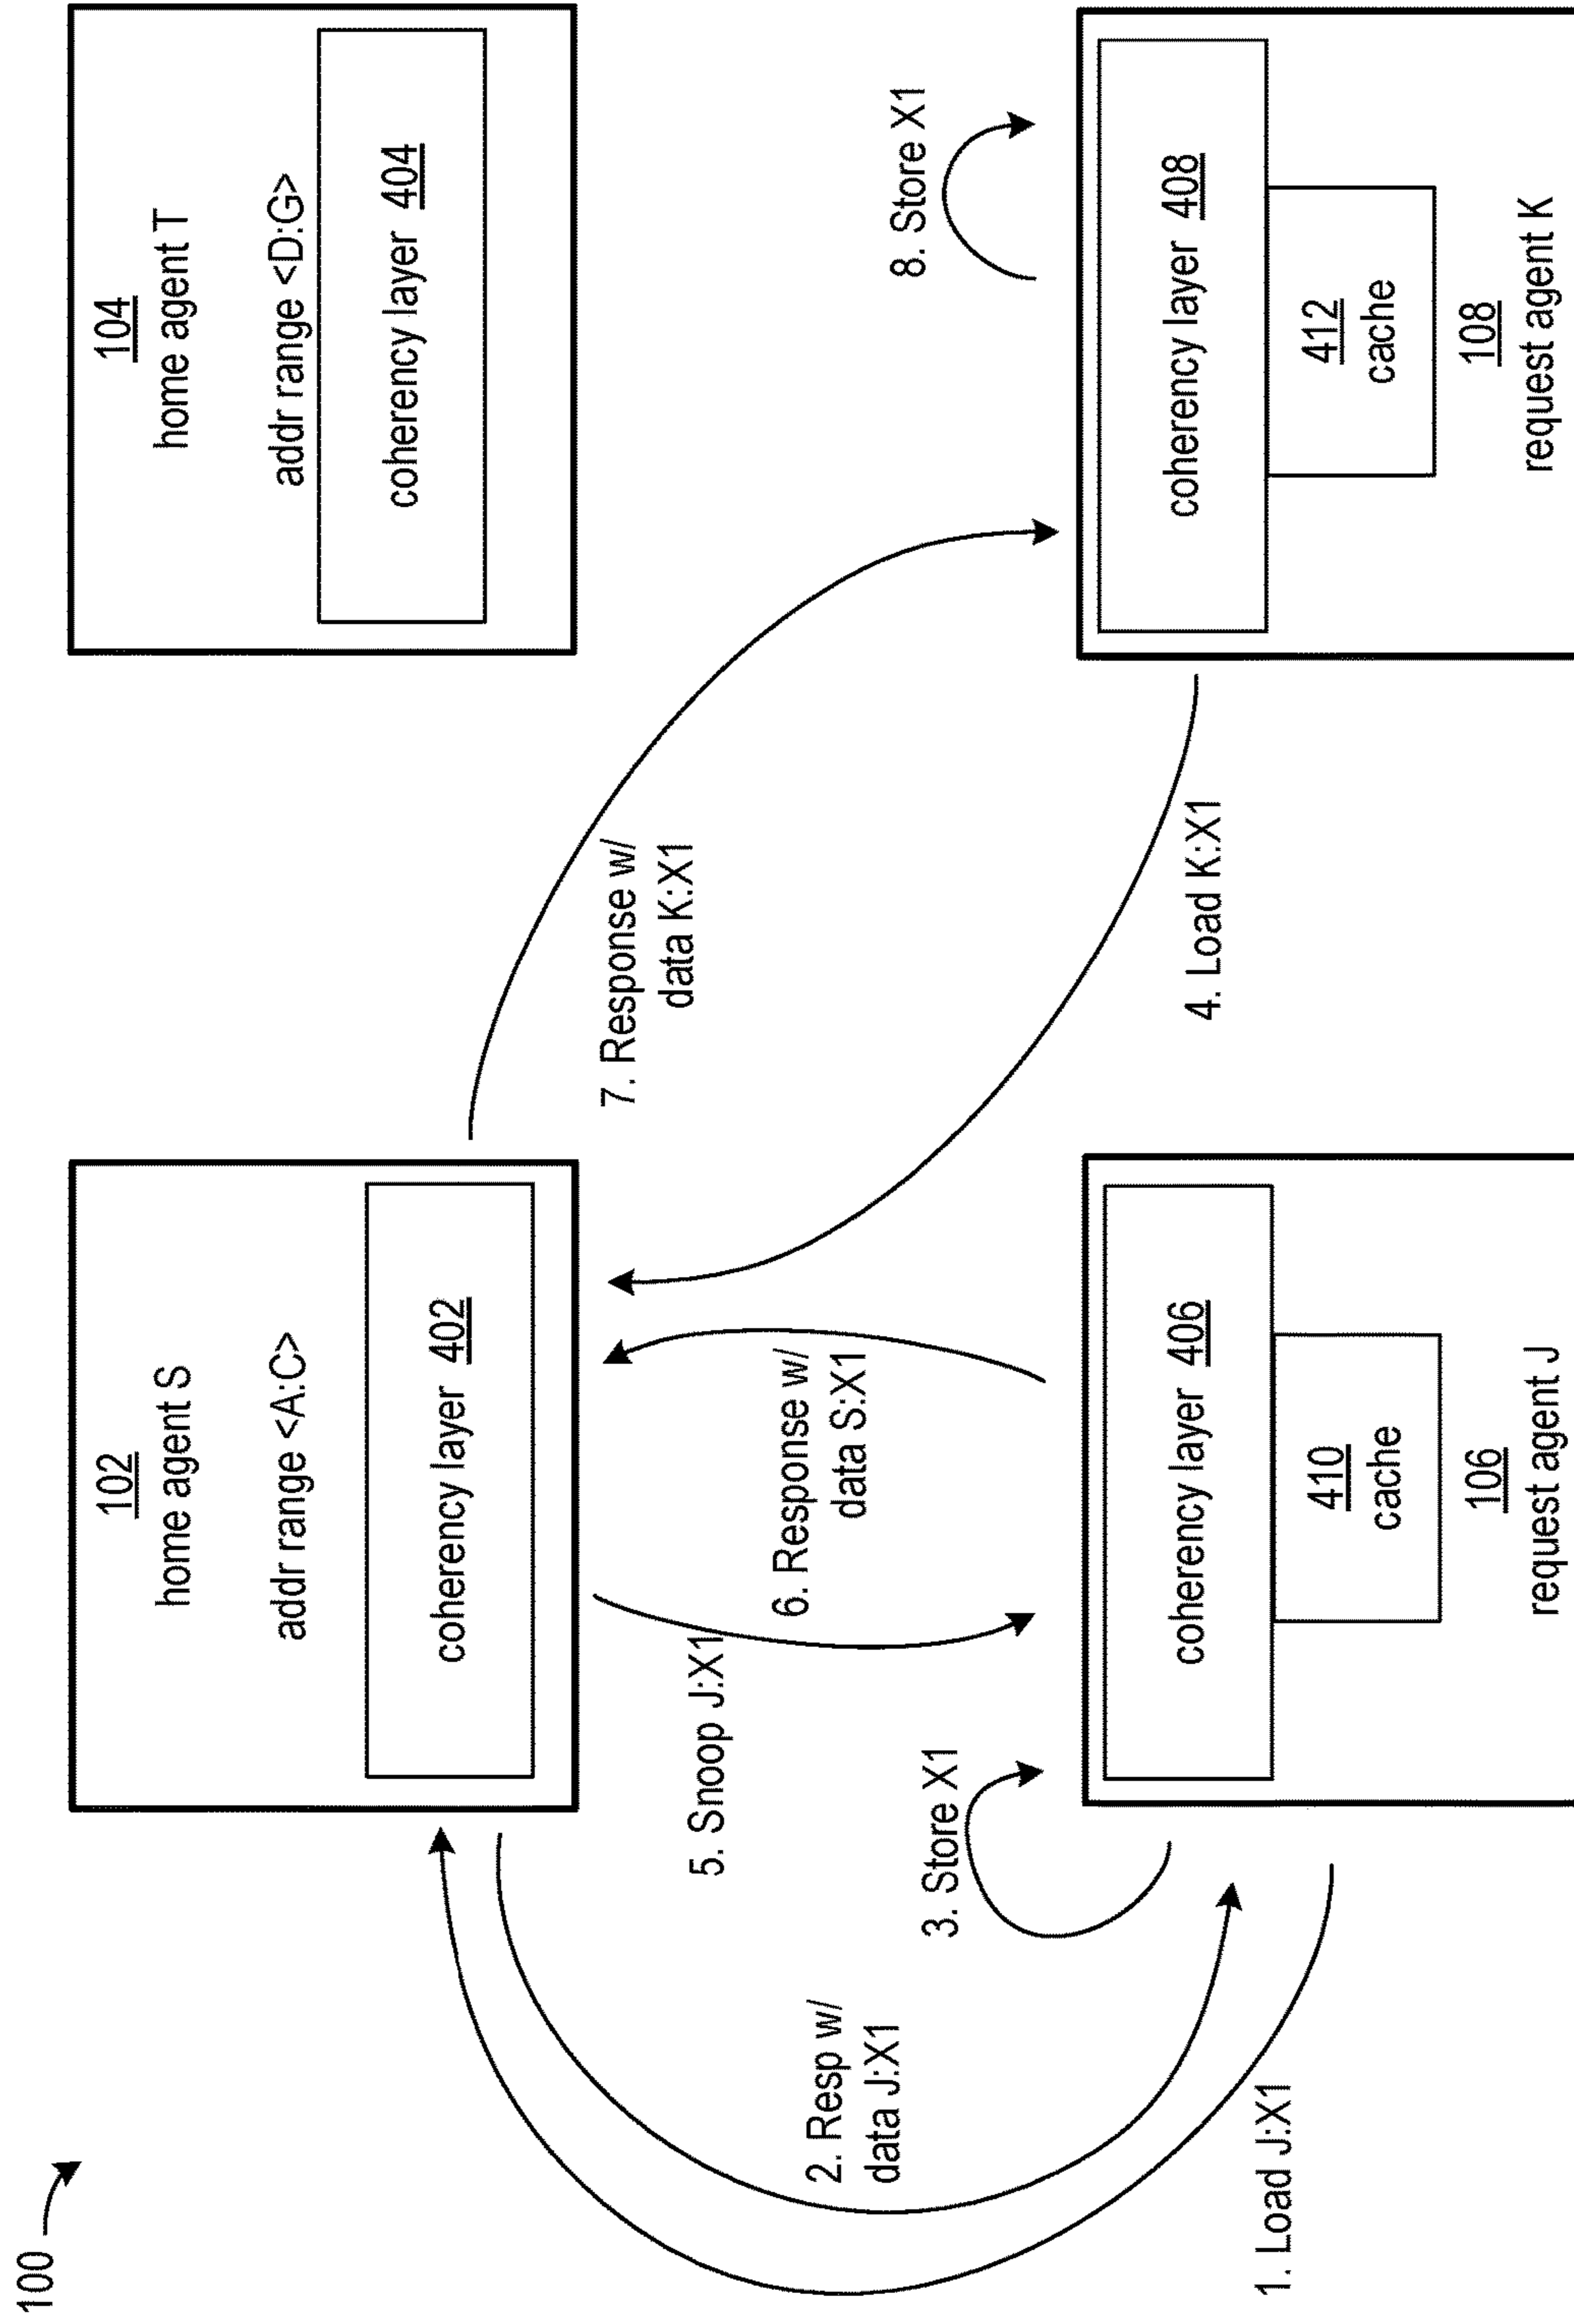 100
102
home agent S
addr range <A:C>
coherency layer 402
104
home agent T
addr range <D:G>
coherency layer 404
7. Response w/
data K:X1
5. Snoop J:X1
6. Response w/
data S:X1
2. Resp w/
data J:X1
3. Store X1
8. Store X1
4. Load K:X1
1. Load J:X1
coherency layer 406
410
cache
106
request agent J
coherency layer 408
412
cache
108
request agent K